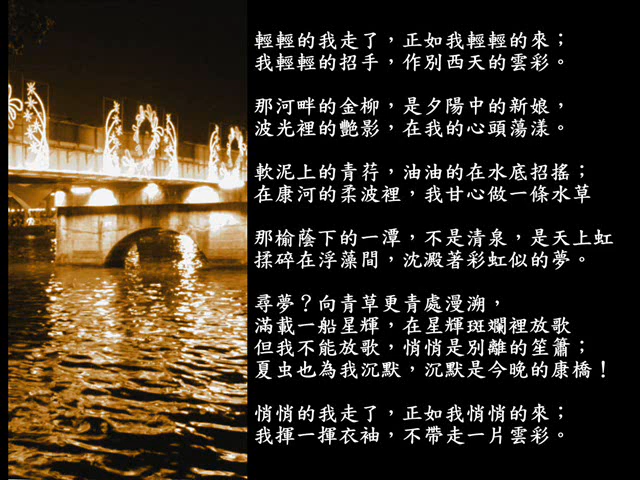 輕輕的我走了，正如我輕輕的來；
我輕輕的招手，作別西天的雲彩。
那河畔的金柳，是夕陽中的新娘，
波光裡的艷影，在我的心頭蕩漾。
軟泥上的青荇，油油的在水底招搖；
在康河的柔波裡，我甘心做一條水草
那榆蔭下的一潭，不是清泉，是天上虹
揉碎在浮藻間，沈澱著彩虹似的夢。
尋夢？向青草更青處漫溯，
滿載一船星輝，在星輝斑斕裡放歌
但我不能放歌，悄悄是別離的笙簫；
夏虫也為我沉默，沉默是今晚的康橋！
悄悄的我走了，正如我悄悄的來；
我揮一揮衣袖，不帶走一片雲彩。